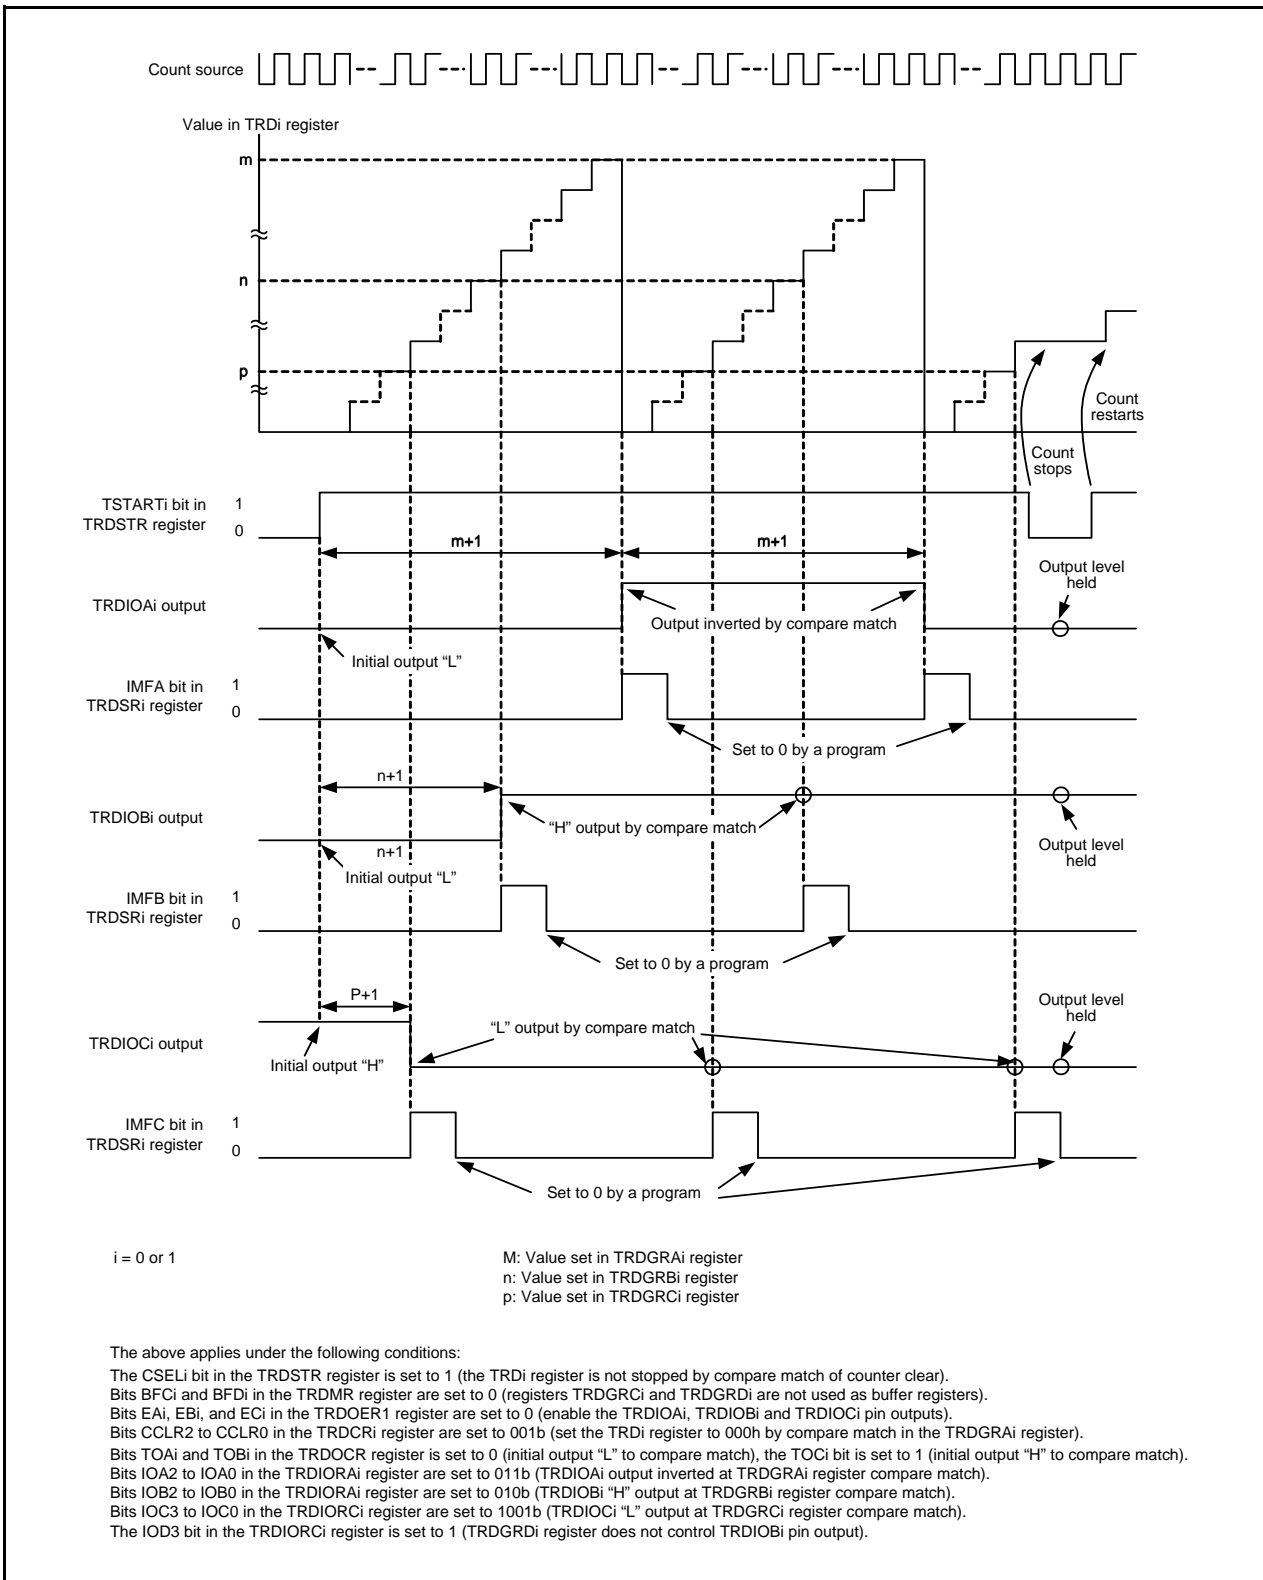 Count source
Value in TRDi register
m
n
p
Count
restarts
Count
stops
TSTARTi bit in
TRDSTR register
1
0
m+1
m+1
Output level
held
TRDIOAi output
Output inverted by compare match
Initial output “L”
IMFA bit in
TRDSRi register
1
0
Set to 0 by a program
n+1
TRDIOBi output
“H” output by compare match
n+1
Output level
held
Initial output “L”
IMFB bit in
TRDSRi register
1
0
Set to 0 by a program
P+1
Output level
held
“L” output by compare match
TRDIOCi output
Initial output “H”
IMFC bit in
TRDSRi register
1
0
Set to 0 by a program
i = 0 or 1
M: Value set in TRDGRAi register
n: Value set in TRDGRBi register
p: Value set in TRDGRCi register
The above applies under the following conditions:
The CSELi bit in the TRDSTR register is set to 1 (the TRDi register is not stopped by compare match of counter clear).
Bits BFCi and BFDi in the TRDMR register are set to 0 (registers TRDGRCi and TRDGRDi are not used as buffer registers).
Bits EAi, EBi, and ECi in the TRDOER1 register are set to 0 (enable the TRDIOAi, TRDIOBi and TRDIOCi pin outputs).
Bits CCLR2 to CCLR0 in the TRDCRi register are set to 001b (set the TRDi register to 000h by compare match in the TRDGRAi register).
Bits TOAi and TOBi in the TRDOCR register is set to 0 (initial output “L” to compare match), the TOCi bit is set to 1 (initial output “H” to compare match).
Bits IOA2 to IOA0 in the TRDIORAi register are set to 011b (TRDIOAi output inverted at TRDGRAi register compare match).
Bits IOB2 to IOB0 in the TRDIORAi register are set to 010b (TRDIOBi “H” output at TRDGRBi register compare match).
Bits IOC3 to IOC0 in the TRDIORCi register are set to 1001b (TRDIOCi “L” output at TRDGRCi register compare match).
The IOD3 bit in the TRDIORCi register is set to 1 (TRDGRDi register does not control TRDIOBi pin output).